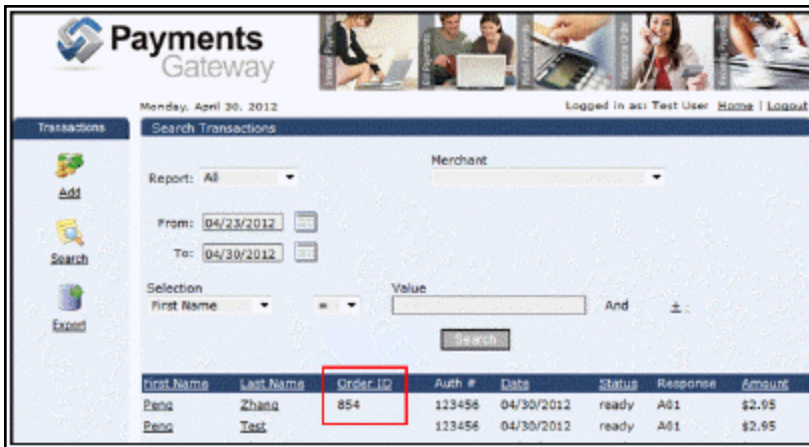 Payments
Gateway
Monday, April 30, 2012 Logged in as: Test User Home | Logout
Transactions Search Transactions
Merchant
Report: All
Add
From: 04/23/2012
To: 04/30/2012
Search
Selection Value
First Name = And + :
Export
Search
First Name Last Name Order ID Auth # Date Status Response Amount
Peng Zhang 854 123456 04/30/2012 ready A01 $2.95
Peng Test 123456 04/30/2012 ready A01 $2.95